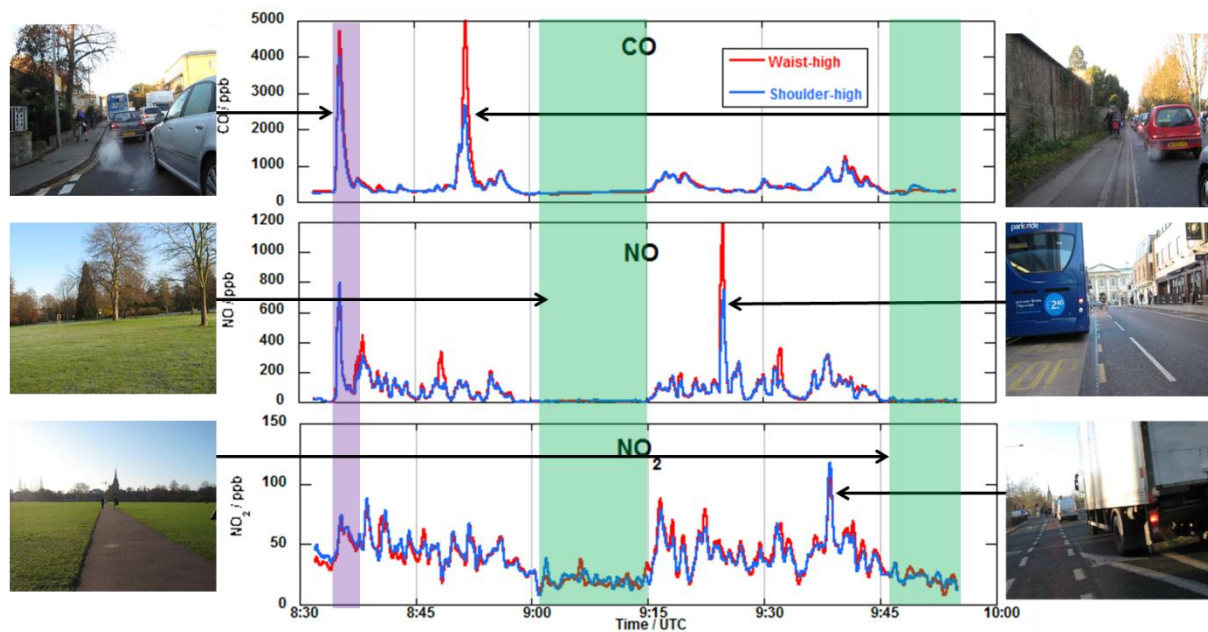 5000
4000
3000
2000
1000
0
CO / ppb
CO
Waist-high
Shoulder-high
1200
1000
800
600
400
200
0
NO / ppb
NO
150
100
50
0
NO₂ / ppb
NO
2
8:30 8:45 9:00 9:15 9:30 9:45 10:00
Time / UTC
park ride